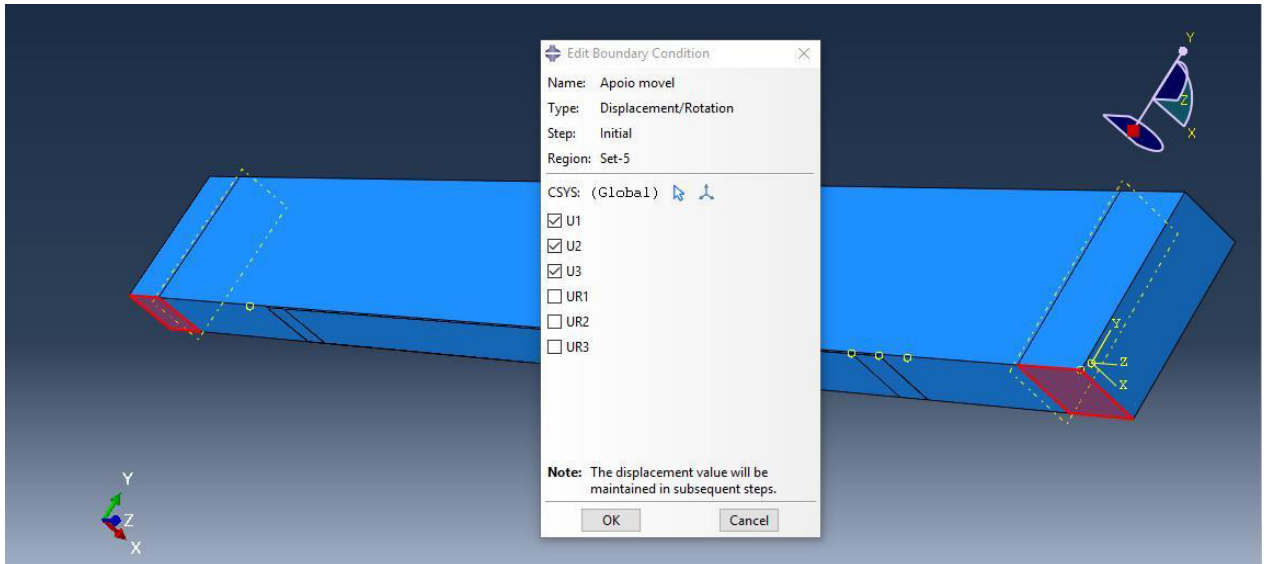 Edit Boundary Condition
Name: Apoio movel
Type: Displacement/Rotation
Step: Initial
Region: Set-5
CSYS: (Global)
U1
U2
U3
UR1
UR2
UR3
Note: The displacement value will be
maintained in subsequent steps.
OK Cancel
Y
Z
X
Y
Z
X
Y
Z
X